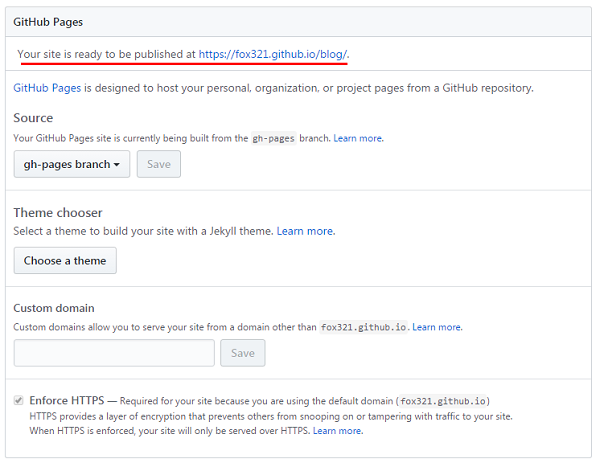 GitHub Pages
Your site is ready to be published at https://fox321.github.io/blog/.
GitHub Pages is designed to host your personal, organization, or project pages from a GitHub repository.
Source
Your GitHub Pages site is currently being built from the gh-pages branch. Learn more.
gh-pages branch Save
Theme chooser
Select a theme to build your site with a Jekyll theme. Learn more.
Choose a theme
Custom domain
Custom domains allow you to serve your site from a domain other than fox321.github.io. Learn more.
Save
Enforce HTTPS — Required for your site because you are using the default domain (fox321.github.io)
HTTPS provides a layer of encryption that prevents others from snooping on or tampering with traffic to your site.
When HTTPS is enforced, your site will only be served over HTTPS. Learn more.